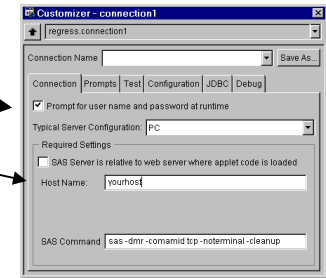 Customizer - connection1
regress.connection1
Connection Name Save As...
Connection Prompts Test Configuration JDBC Debug
Prompt for user name and password at runtime
Typical Server Configuration: PC
Required Settings
SAS Server is relative to web server where applet code is loaded
Host Name: yourhost
SAS Command sas -dmr -comamid tcp -noterminal -cleanup